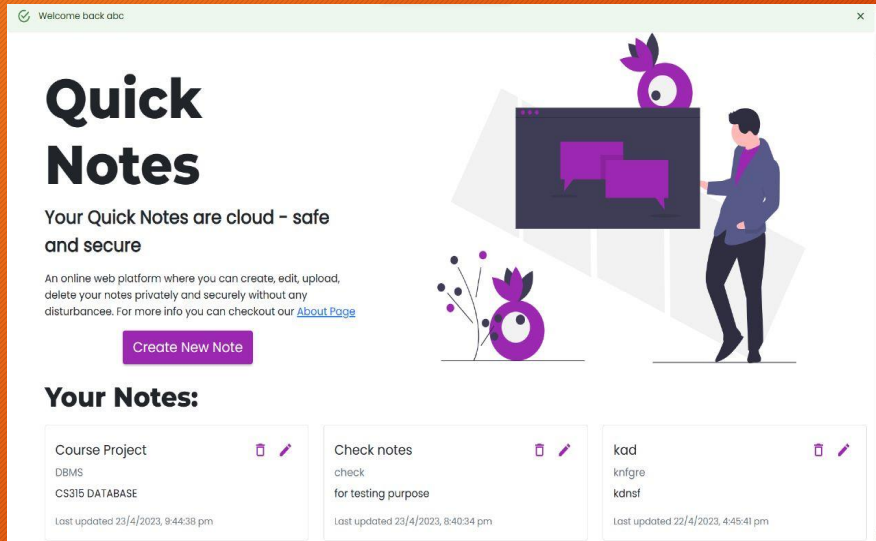 Welcome back abc
Quick
Notes
Your Quick Notes are cloud - safe
and secure
An online web platform where you can create, edit, upload,
delete your notes privately and securely without any
disturbancee. For more info you can checkout our About Page
Create New Note
Your Notes:
Course Project
DBMS
CS315 DATABASE
Last updated 23/4/2023, 9:44:38 pm
Check notes
check
for testing purpose
Last updated 23/4/2023, 8:40:34 pm
kad
knfgre
kdnsf
Last updated 22/4/2023, 4:45:41 pm